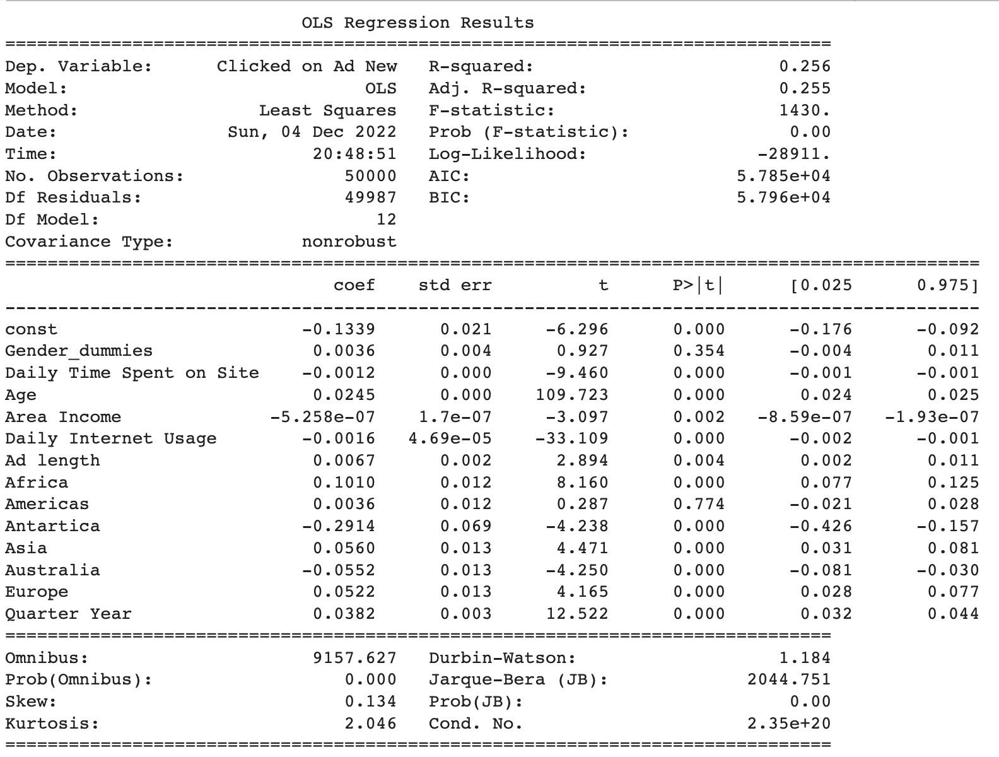 OLS Regression Results
==============================================================================
Dep. Variable:      Clicked on Ad New   R-squared:                       0.256
Model:                            OLS   Adj. R-squared:                  0.255
Method:                 Least Squares   F-statistic:                     1430.
Date:                Sun, 04 Dec 2022   Prob (F-statistic):               0.00
Time:                        20:48:51   Log-Likelihood:                -28911.
No. Observations:               50000   AIC:                         5.785e+04
Df Residuals:                   49987   BIC:                         5.796e+04
Df Model:                          12
Covariance Type:            nonrobust
============================================================================================
                               coef    std err          t      P>|t|      [0.025      0.975]
--------------------------------------------------------------------------------------------
const                       -0.1339      0.021     -6.296      0.000      -0.176      -0.092
Gender_dummies               0.0036      0.004      0.927      0.354      -0.004       0.011
Daily Time Spent on Site    -0.0012      0.000     -9.460      0.000      -0.001      -0.001
Age                          0.0245      0.000    109.723      0.000       0.024       0.025
Area Income              -5.258e-07    1.7e-07     -3.097      0.002   -8.59e-07   -1.93e-07
Daily Internet Usage        -0.0016   4.69e-05    -33.109      0.000      -0.002      -0.001
Ad length                    0.0067      0.002      2.894      0.004       0.002       0.011
Africa                       0.1010      0.012      8.160      0.000       0.077       0.125
Americas                     0.0036      0.012      0.287      0.774      -0.021       0.028
Antartica                   -0.2914      0.069     -4.238      0.000      -0.426      -0.157
Asia                         0.0560      0.013      4.471      0.000       0.031       0.081
Australia                   -0.0552      0.013     -4.250      0.000      -0.081      -0.030
Europe                       0.0522      0.013      4.165      0.000       0.028       0.077
Quarter Year                 0.0382      0.003     12.522      0.000       0.032       0.044
==============================================================================
Omnibus:                     9157.627   Durbin-Watson:                   1.184
Prob(Omnibus):                  0.000   Jarque-Bera (JB):             2044.751
Skew:                           0.134   Prob(JB):                         0.00
Kurtosis:                       2.046   Cond. No.                     2.35e+20
==============================================================================